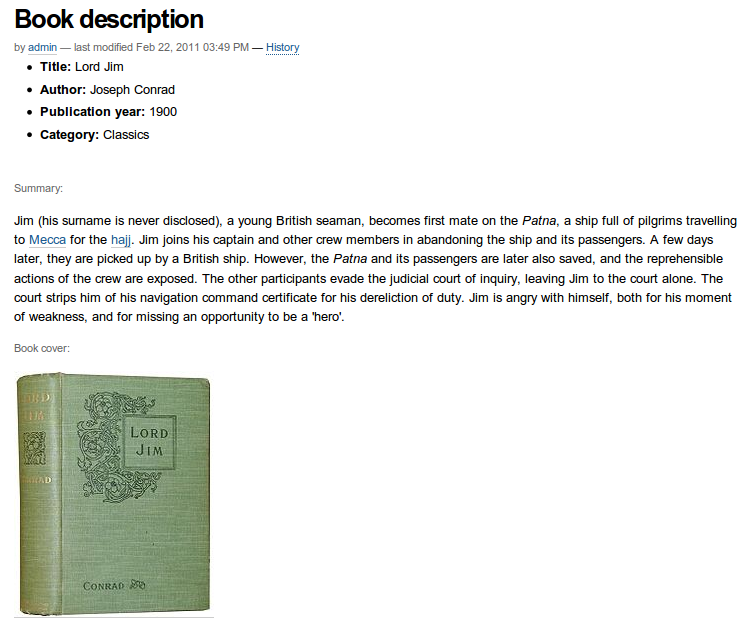 Book description
by admin — last modified Feb 22, 2011 03:49 PM — History
Title: Lord Jim
Author: Joseph Conrad
Publication year: 1900
Category: Classics
Summary:
Jim (his surname is never disclosed), a young British seaman, becomes first mate on the Patna, a ship full of pilgrims travelling
to Mecca for the hajj. Jim joins his captain and other crew members in abandoning the ship and its passengers. A few days
later, they are picked up by a British ship. However, the Patna and its passengers are later also saved, and the reprehensible
actions of the crew are exposed. The other participants evade the judicial court of inquiry, leaving Jim to the court alone. The
court strips him of his navigation command certificate for his dereliction of duty. Jim is angry with himself, both for his moment
of weakness, and for missing an opportunity to be a 'hero'.
Book cover:
LORD
JIM
LORD
JIM
CONRAD
CONRAD